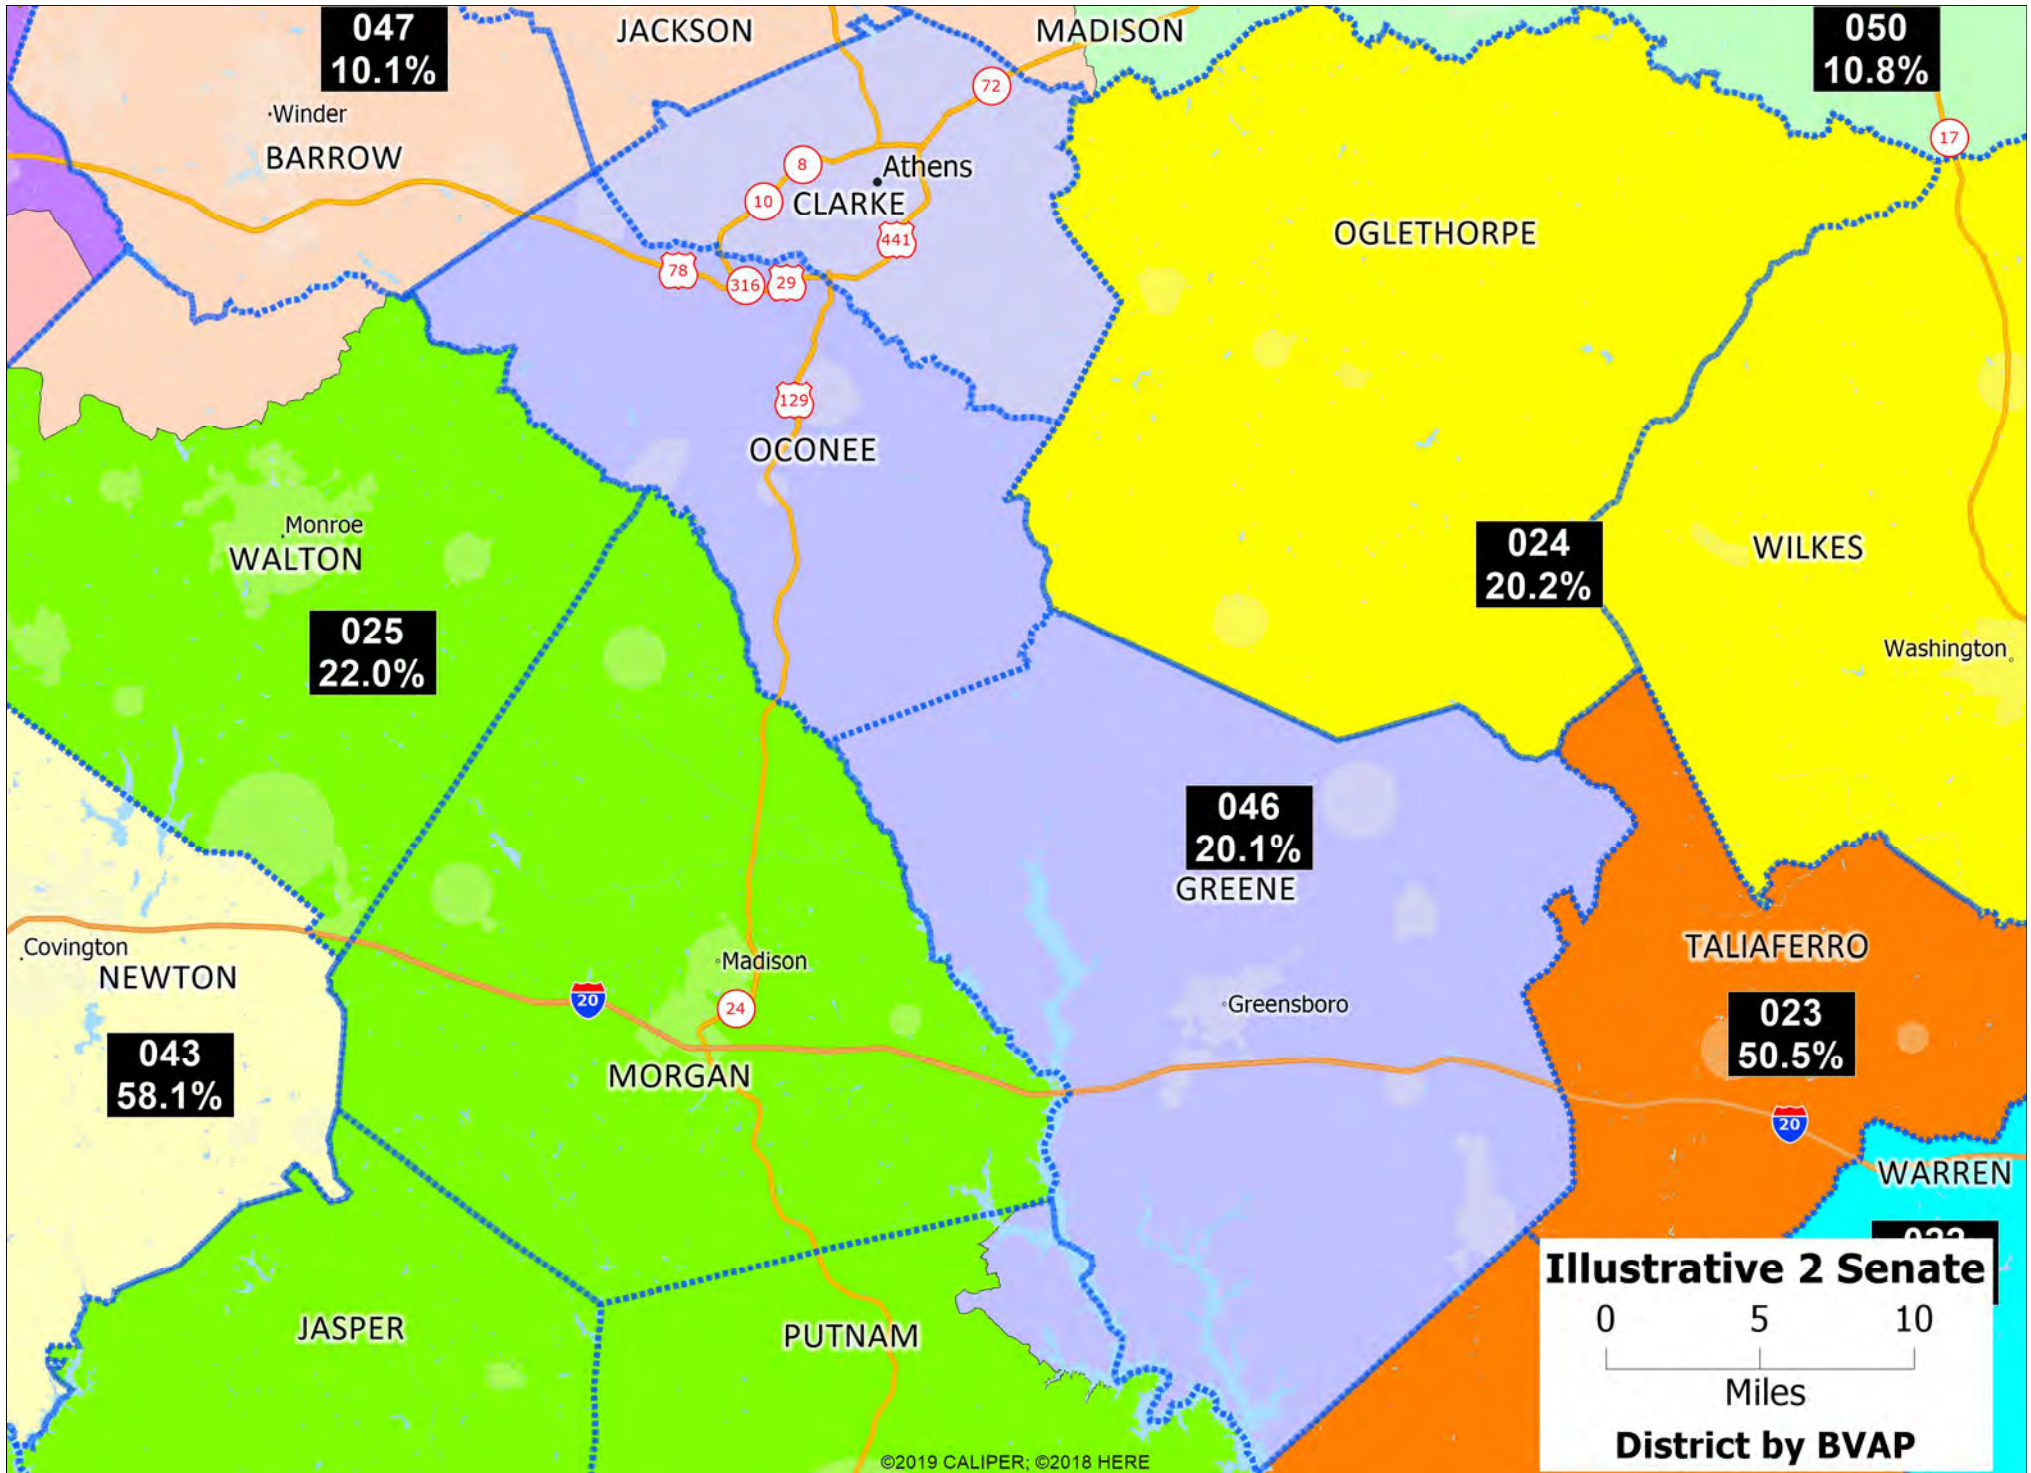 047
10.1%
JACKSON
MADISON
050
10.8%
72
Winder
BARROW
17
8
Athens
10
CLARKE
OGLETHORPE
441
78
316
29
129
OCONEE
Monroe
WALTON
024
20.2%
WILKES
025
22.0%
Washington
046
20.1%
GREENE
Covington
NEWTON
Madison
TALIAFERRO
20
24
Greensboro
023
50.5%
043
58.1%
MORGAN
20
WARREN
JASPER
PUTNAM
Illustrative 2 Senate
0 5 10
Miles
District by BVAP
©2019 CALIPER; ©2018 HERE